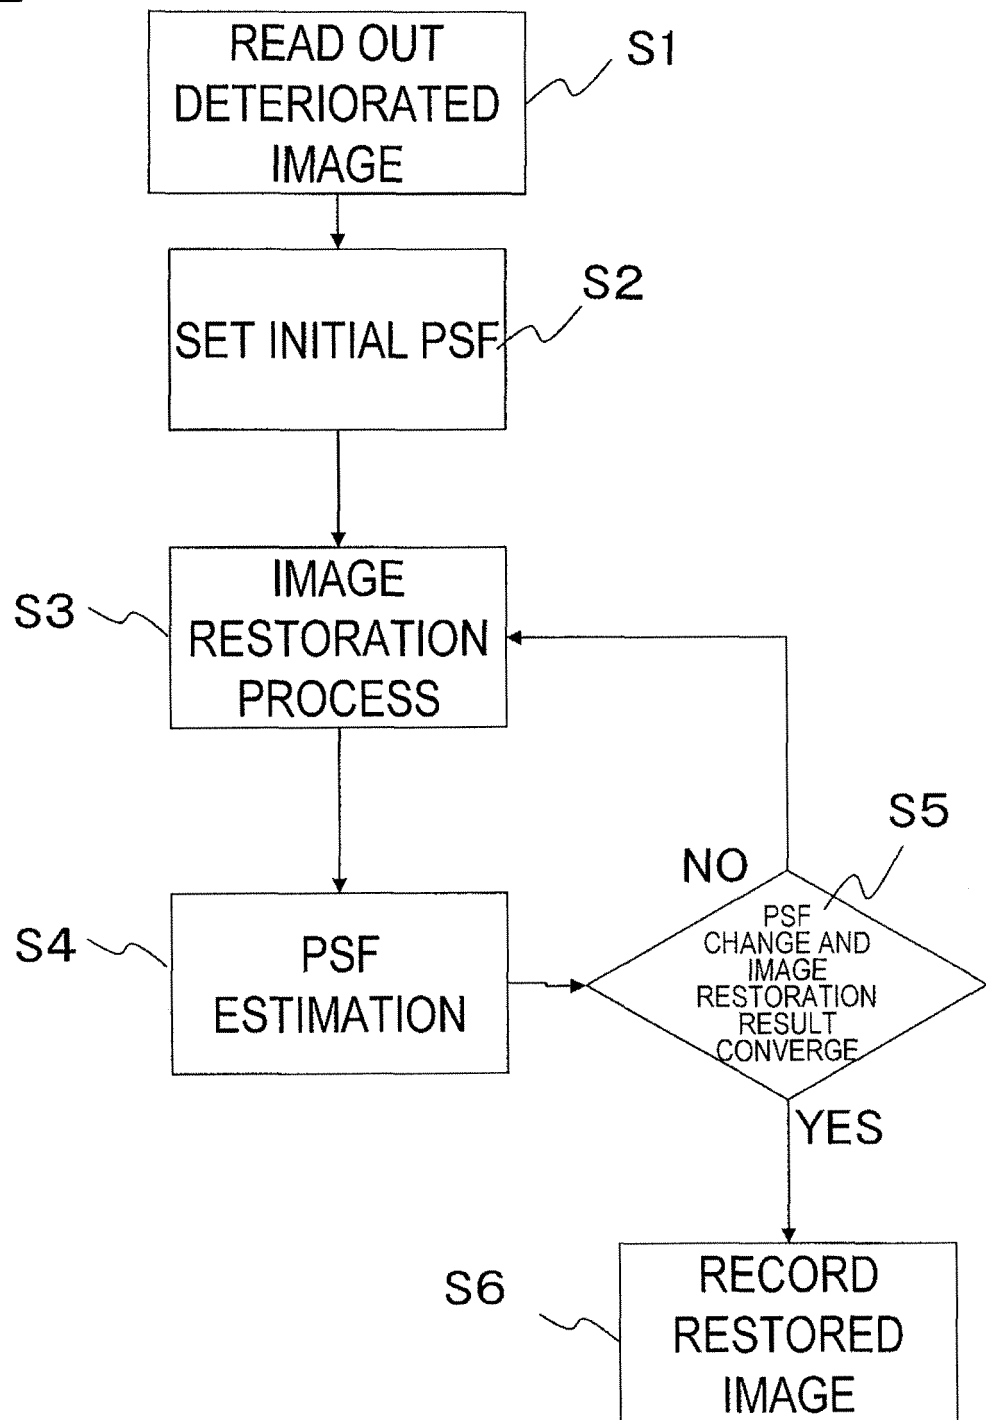 READ OUT
DETERIORATED
IMAGE
S1
SET INITIAL PSF
S2
IMAGE
RESTORATION
PROCESS
S3
PSF
ESTIMATION
S4
NO
S5
PSF
CHANGE AND
IMAGE
RESTORATION
RESULT
CONVERGE
YES
S6
RECORD
RESTORED
IMAGE